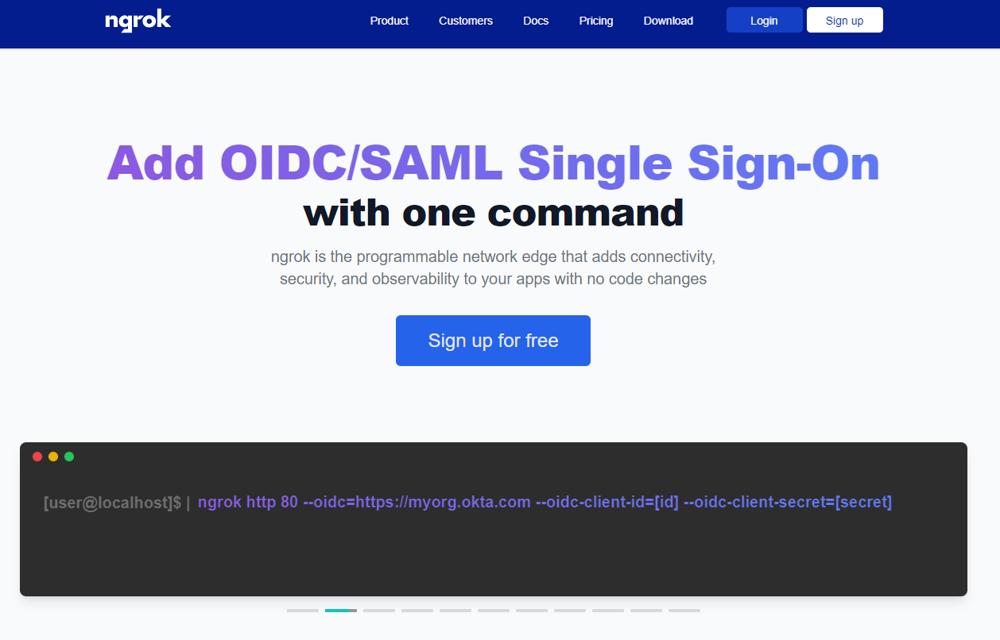 ngrok
Product Customers Docs Pricing Download Login Sign up
Add OIDC/SAML Single Sign-On
with one command
ngrok is the programmable network edge that adds connectivity,
security, and observability to your apps with no code changes
Sign up for free
[user@localhost]$ | ngrok http 80 --oidc=https://myorg.okta.com --oidc-client-id=[id] --oidc-client-secret=[secret]